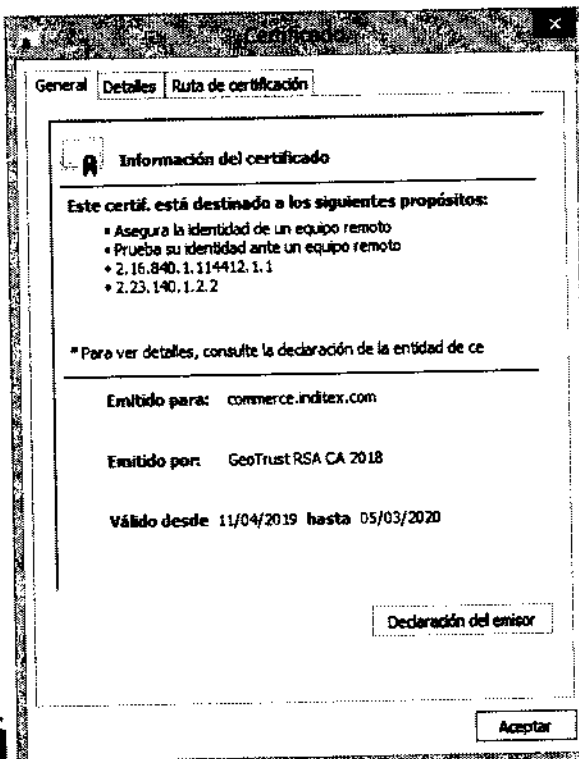 Certificado
General Detalles Ruta de certificación
Información del certificado
Este certif. está destinado a los siguientes propósitos:
• Asegura la identidad de un equipo remoto
• Prueba su identidad ante un equipo remoto
• 2.16.840.1.114412.1.1
• 2.23.140.1.2.2
* Para ver detalles, consulte la declaración de la entidad de ce
Emitido para: commerce.inditex.com
Emitido por: GeoTrust RSA CA 2018
Válido desde 11/04/2019 hasta 05/03/2020
Declaración del emisor
Aceptar